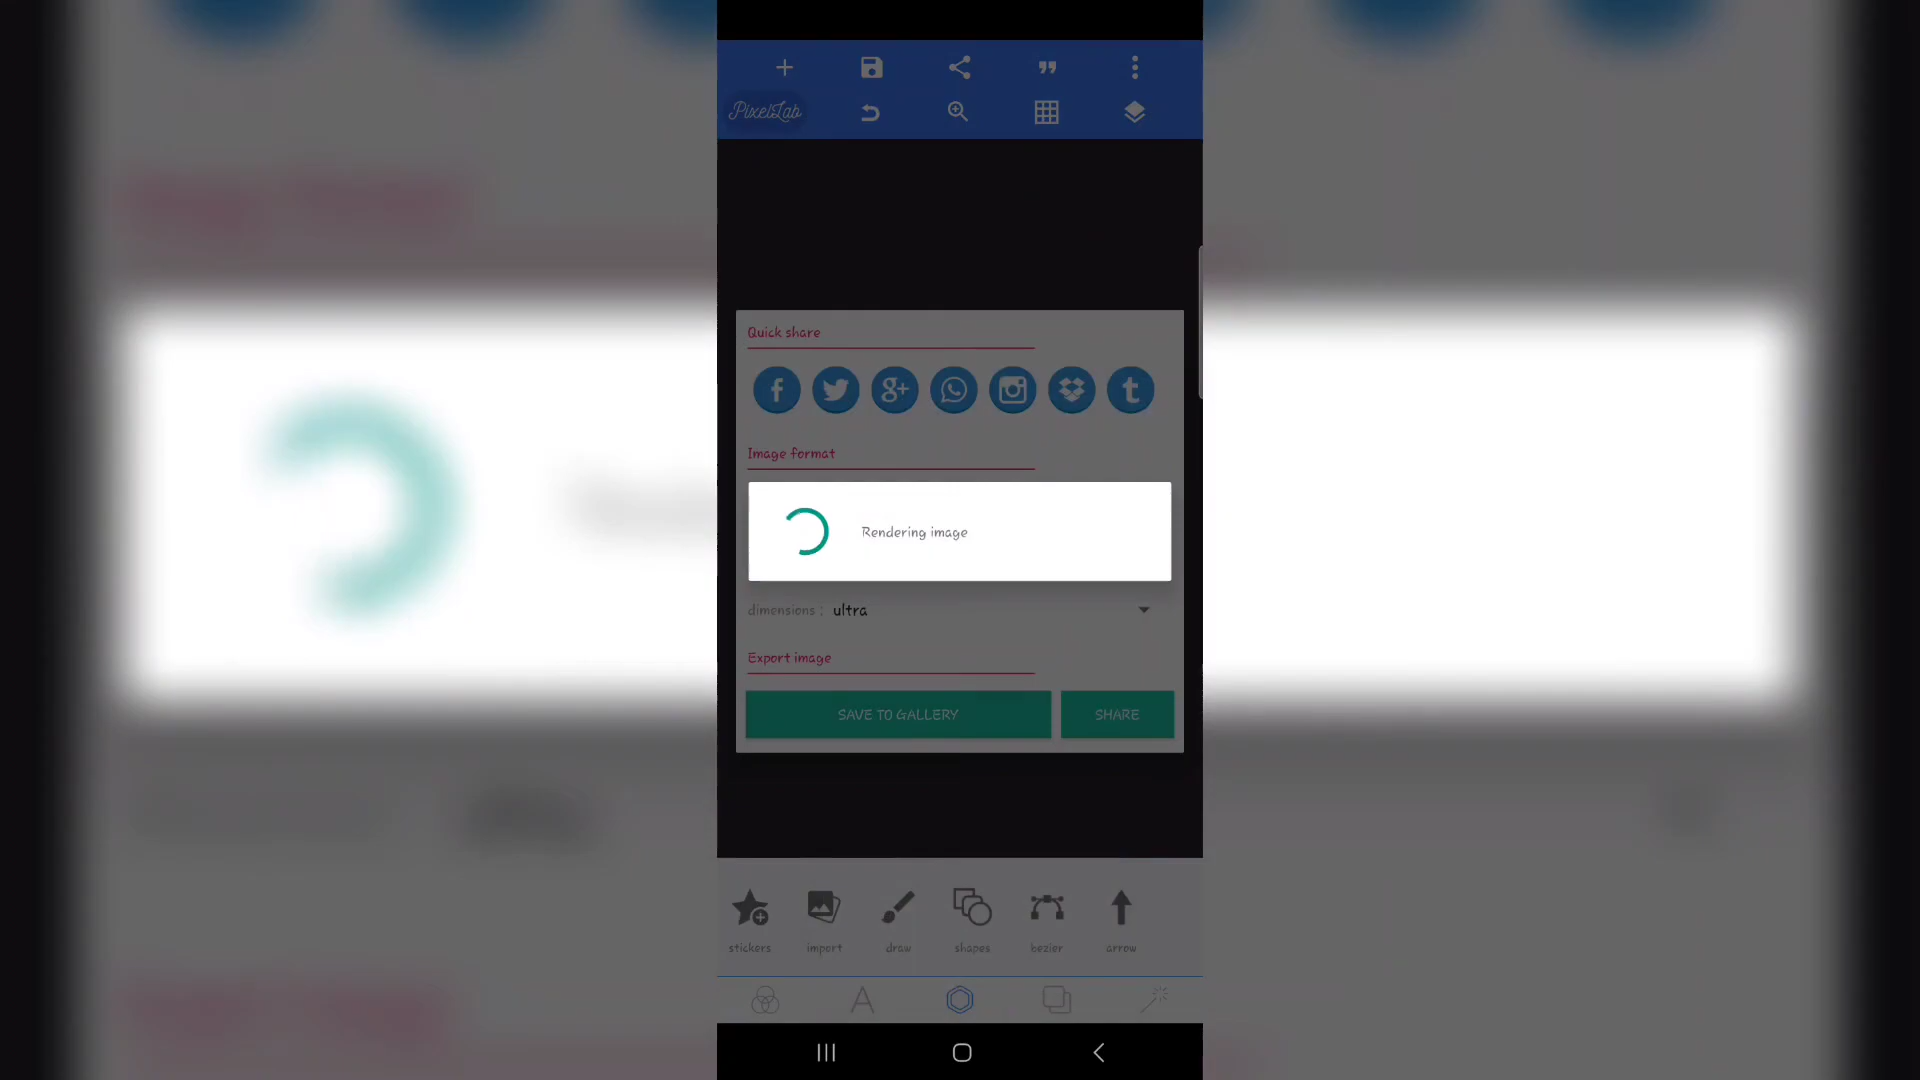 PixelLab
Quick share
Image format
Rendering image
dimensions : ultra
Export image
SAVE TO GALLERY SHARE
stickers import draw shapes bezier arrow